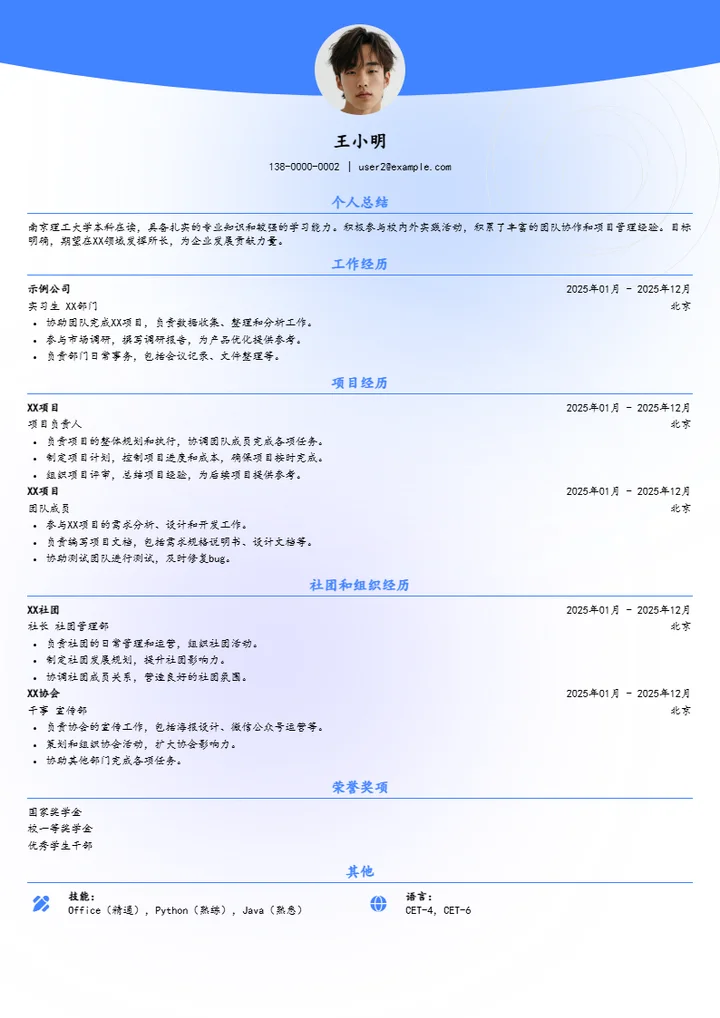 王小明
138-0000-0002 | user2@example.com
个人总结
南京理工大学本科在读，具备扎实的专业知识和较强的学习能力。积极参与校内外实践活动，积累了丰富的团队协作和项目管理经验。目标
明确，期望在XX领域发挥所长，为企业发展贡献力量。
工作经历
示例公司 2025年01月 - 2025年12月
实习生 XX部门 北京
• 协助团队完成XX项目，负责数据收集、整理和分析工作。
• 参与市场调研，撰写调研报告，为产品优化提供参考。
• 负责部门日常事务，包括会议记录、文件整理等。
项目经历
XX项目 2025年01月 - 2025年12月
项目负责人 北京
• 负责项目的整体规划和执行，协调团队成员完成各项任务。
• 制定项目计划，控制项目进度和成本，确保项目按时完成。
• 组织项目评审，总结项目经验，为后续项目提供参考。
XX项目 2025年01月 - 2025年12月
团队成员 北京
• 参与XX项目的需求分析、设计和开发工作。
• 负责编写项目文档，包括需求规格说明书、设计文档等。
• 协助测试团队进行测试，及时修复bug。
社团和组织经历
XX社团 2025年01月 - 2025年12月
社长 社团管理部 北京
• 负责社团的日常管理和运营，组织社团活动。
• 制定社团发展规划，提升社团影响力。
• 协调社团成员关系，营造良好的社团氛围。
XX协会 2025年01月 - 2025年12月
干事 宣传部 北京
• 负责协会的宣传工作，包括海报设计、微信公众号运营等。
• 策划和组织协会活动，扩大协会影响力。
• 协助其他部门完成各项任务。
荣誉奖项
国家奖学金
校一等奖学金
优秀学生干部
其他
技能： 语言：
Office（精通）, Python（熟练）, Java（熟悉） CET-4, CET-6